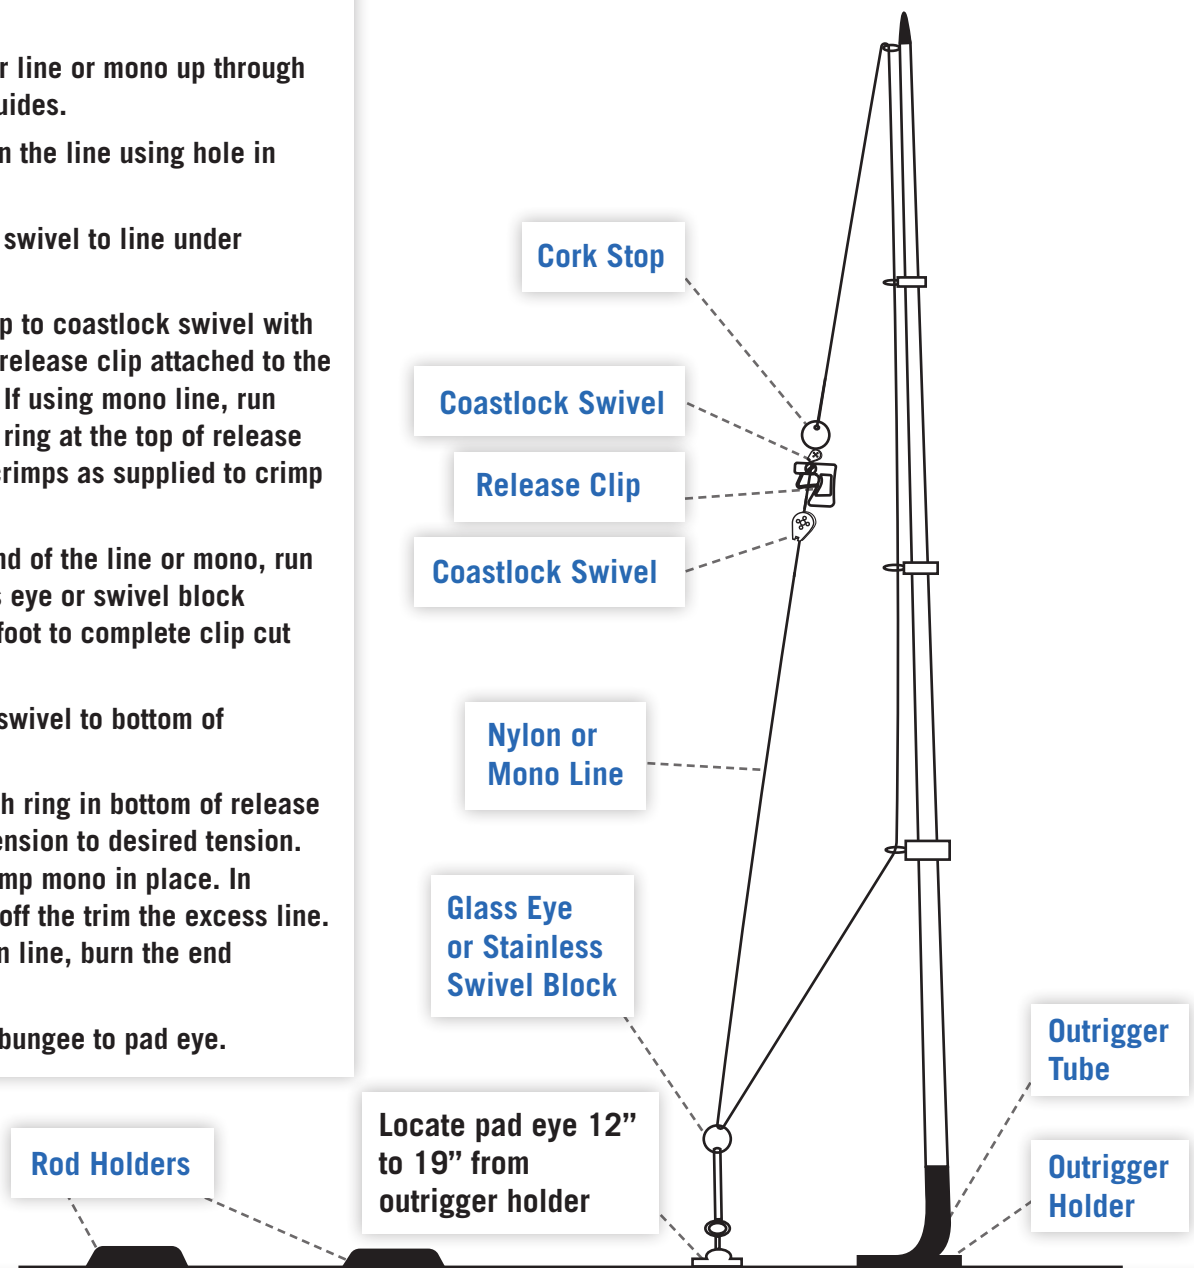 r line or mono up through
uides.
n the line using hole in
swivel to line under
p to coastlock swivel with
release clip attached to the
If using mono line, run
ring at the top of release
crimps as supplied to crimp
nd of the line or mono, run
s eye or swivel block
foot to complete clip cut
swivel to bottom of
h ring in bottom of release
ension to desired tension.
mp mono in place. In
off the trim the excess line.
n line, burn the end
bungee to pad eye.
Cork Stop
Coastlock Swivel
Release Clip
Coastlock Swivel
Nylon or
Mono Line
Glass Eye
or Stainless
Swivel Block
Outrigger
Tube
Locate pad eye 12”
to 19” from
outrigger holder
Rod Holders
Outrigger
Holder